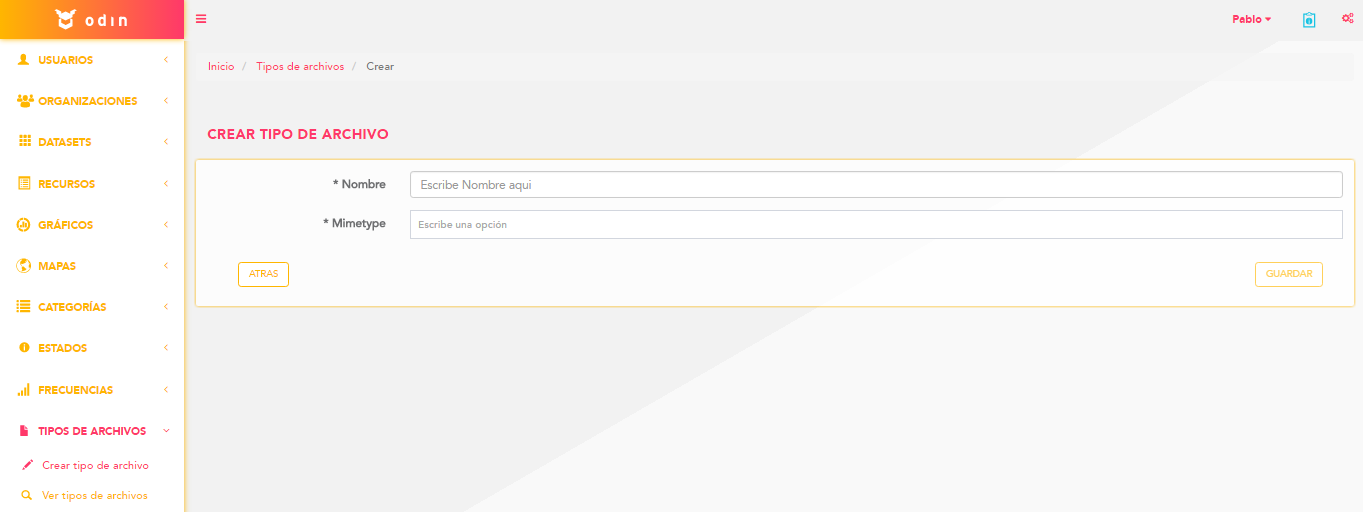 odin
Pablo
USUARIOS
ORGANIZACIONES
DATASETS
RECURSOS
GRÁFICOS
MAPAS
CATEGORÍAS
ESTADOS
FRECUENCIAS
TIPOS DE ARCHIVOS
Crear tipo de archivo
Ver tipos de archivos
Inicio / Tipos de archivos / Crear
CREAR TIPO DE ARCHIVO
* Nombre Escribe Nombre aqui
* Mimetype Escribe una opción
ATRAS GUARDAR